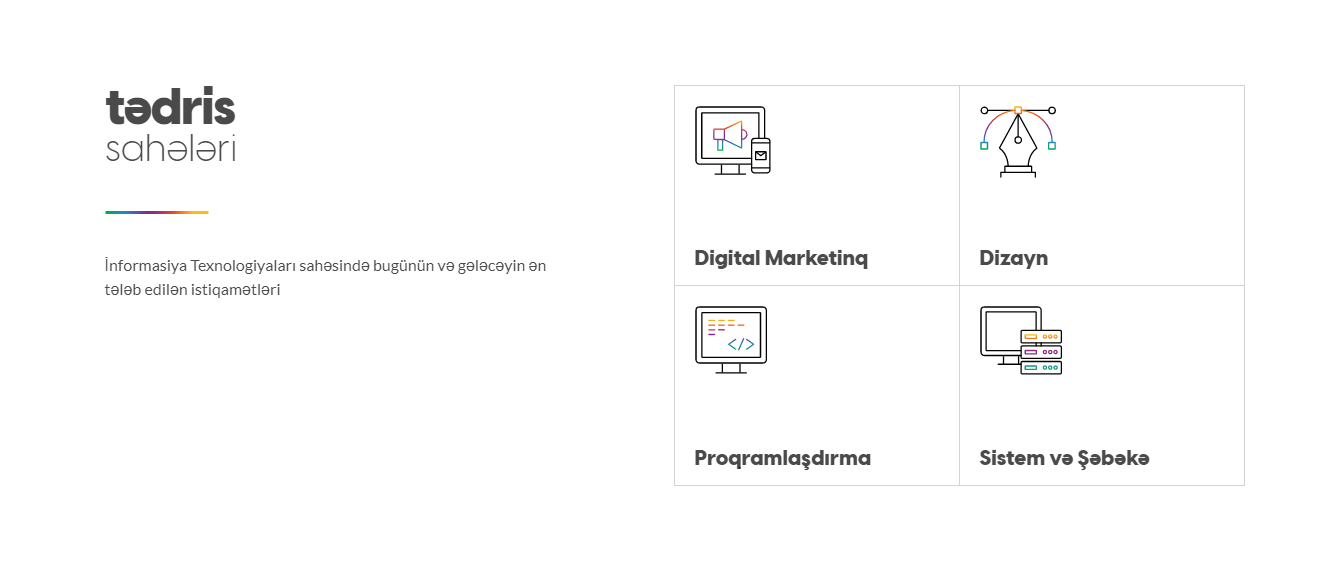 tədris
sahələri
İnformasiya Texnologiyaları sahəsində bugünün və gələcəyin ən
tələb edilən istiqamətləri
Digital Marketinq
Dizayn
Proqramlaşdırma
Sistem və Şəbəkə